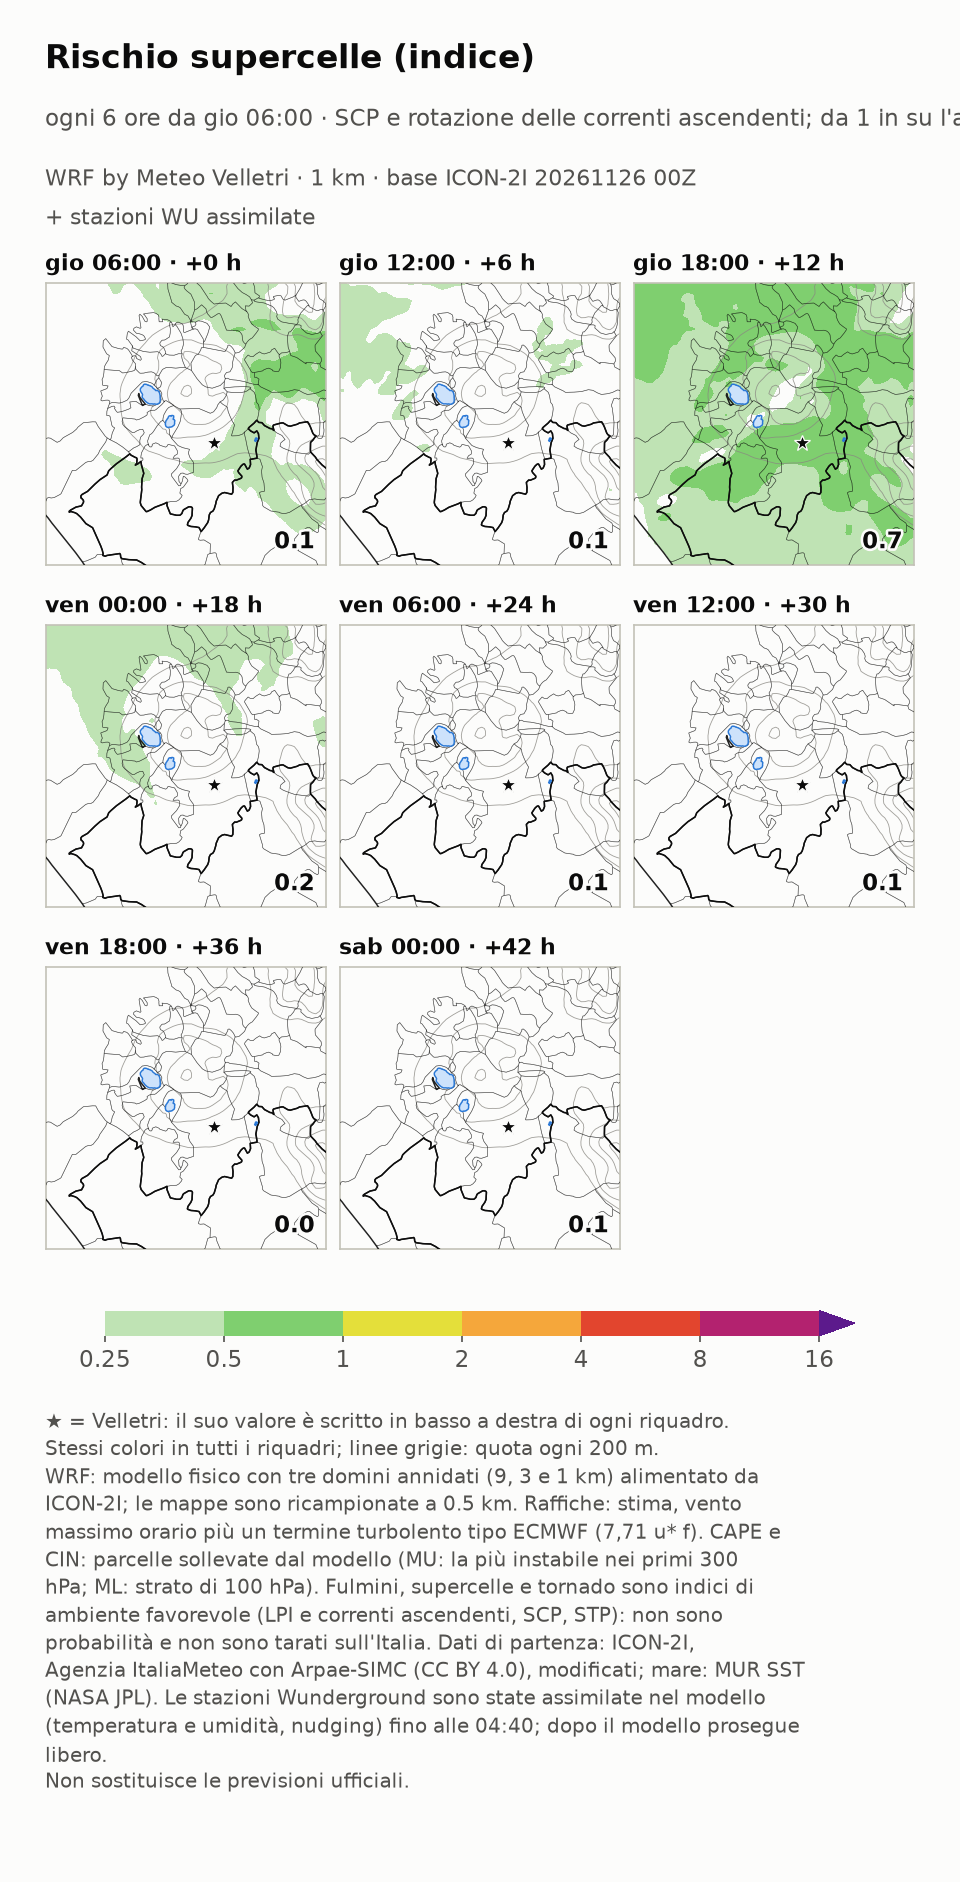 Rischio supercelle (indice)
ogni 6 ore da gio 06:00 · SCP e rotazione delle correnti ascendenti; da 1 in su l'a
WRF by Meteo Velletri · 1 km · base ICON-2I 20261126 00Z
+ stazioni WU assimilate
gio 06:00 · +0 h
gio 12:00 · +6 h
gio 18:00 · +12 h
0.1
0.1
0.7
ven 00:00 · +18 h
ven 06:00 · +24 h
ven 12:00 · +30 h
0.2
0.1
0.1
ven 18:00 · +36 h
sab 00:00 · +42 h
0.0
0.1
0.25 0.5 1 2 4 8 16
★ = Velletri: il suo valore è scritto in basso a destra di ogni riquadro.
Stessi colori in tutti i riquadri; linee grigie: quota ogni 200 m.
WRF: modello fisico con tre domini annidati (9, 3 e 1 km) alimentato da
ICON-2I; le mappe sono ricampionate a 0.5 km. Raffiche: stima, vento
massimo orario più un termine turbolento tipo ECMWF (7,71 u* f). CAPE e
CIN: parcelle sollevate dal modello (MU: la più instabile nei primi 300
hPa; ML: strato di 100 hPa). Fulmini, supercelle e tornado sono indici di
ambiente favorevole (LPI e correnti ascendenti, SCP, STP): non sono
probabilità e non sono tarati sull'Italia. Dati di partenza: ICON-2I,
Agenzia ItaliaMeteo con Arpae-SIMC (CC BY 4.0), modificati; mare: MUR SST
(NASA JPL). Le stazioni Wunderground sono state assimilate nel modello
(temperatura e umidità, nudging) fino alle 04:40; dopo il modello prosegue
libero.
Non sostituisce le previsioni ufficiali.